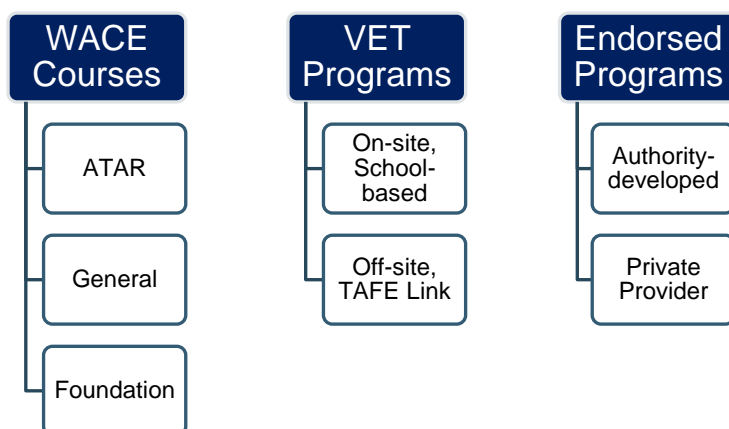 WACE
Courses
ATAR
General
Foundation
VET
Programs
On-site,
School-
based
Off-site,
TAFE Link
Endorsed
Programs
Authority-
developed
Private
Provider